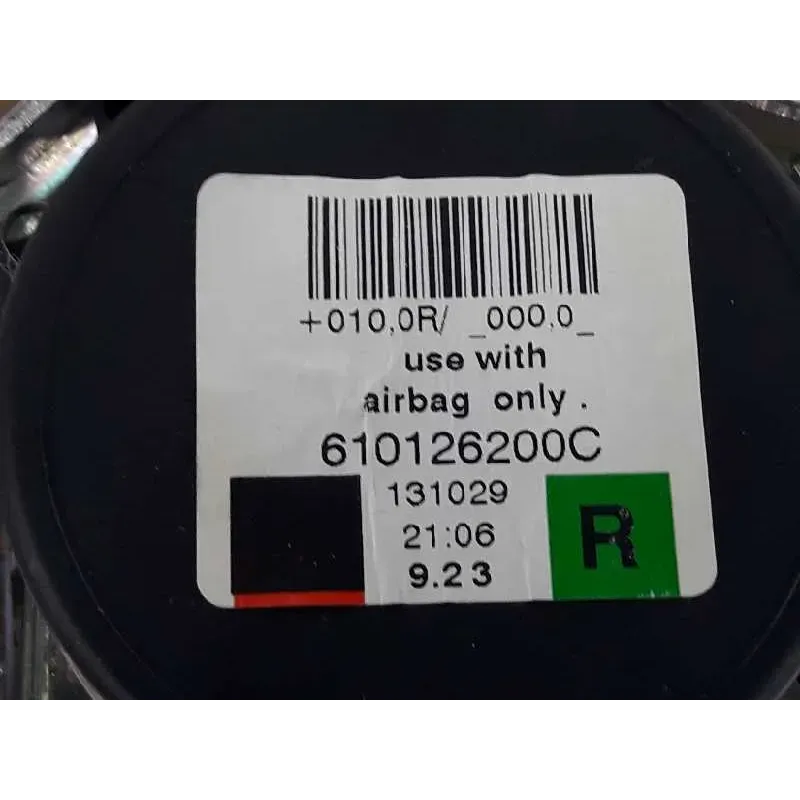 +010,0R/ _000,0_
use with
airbag only .
610126200C
131029
21:06
9.23
R